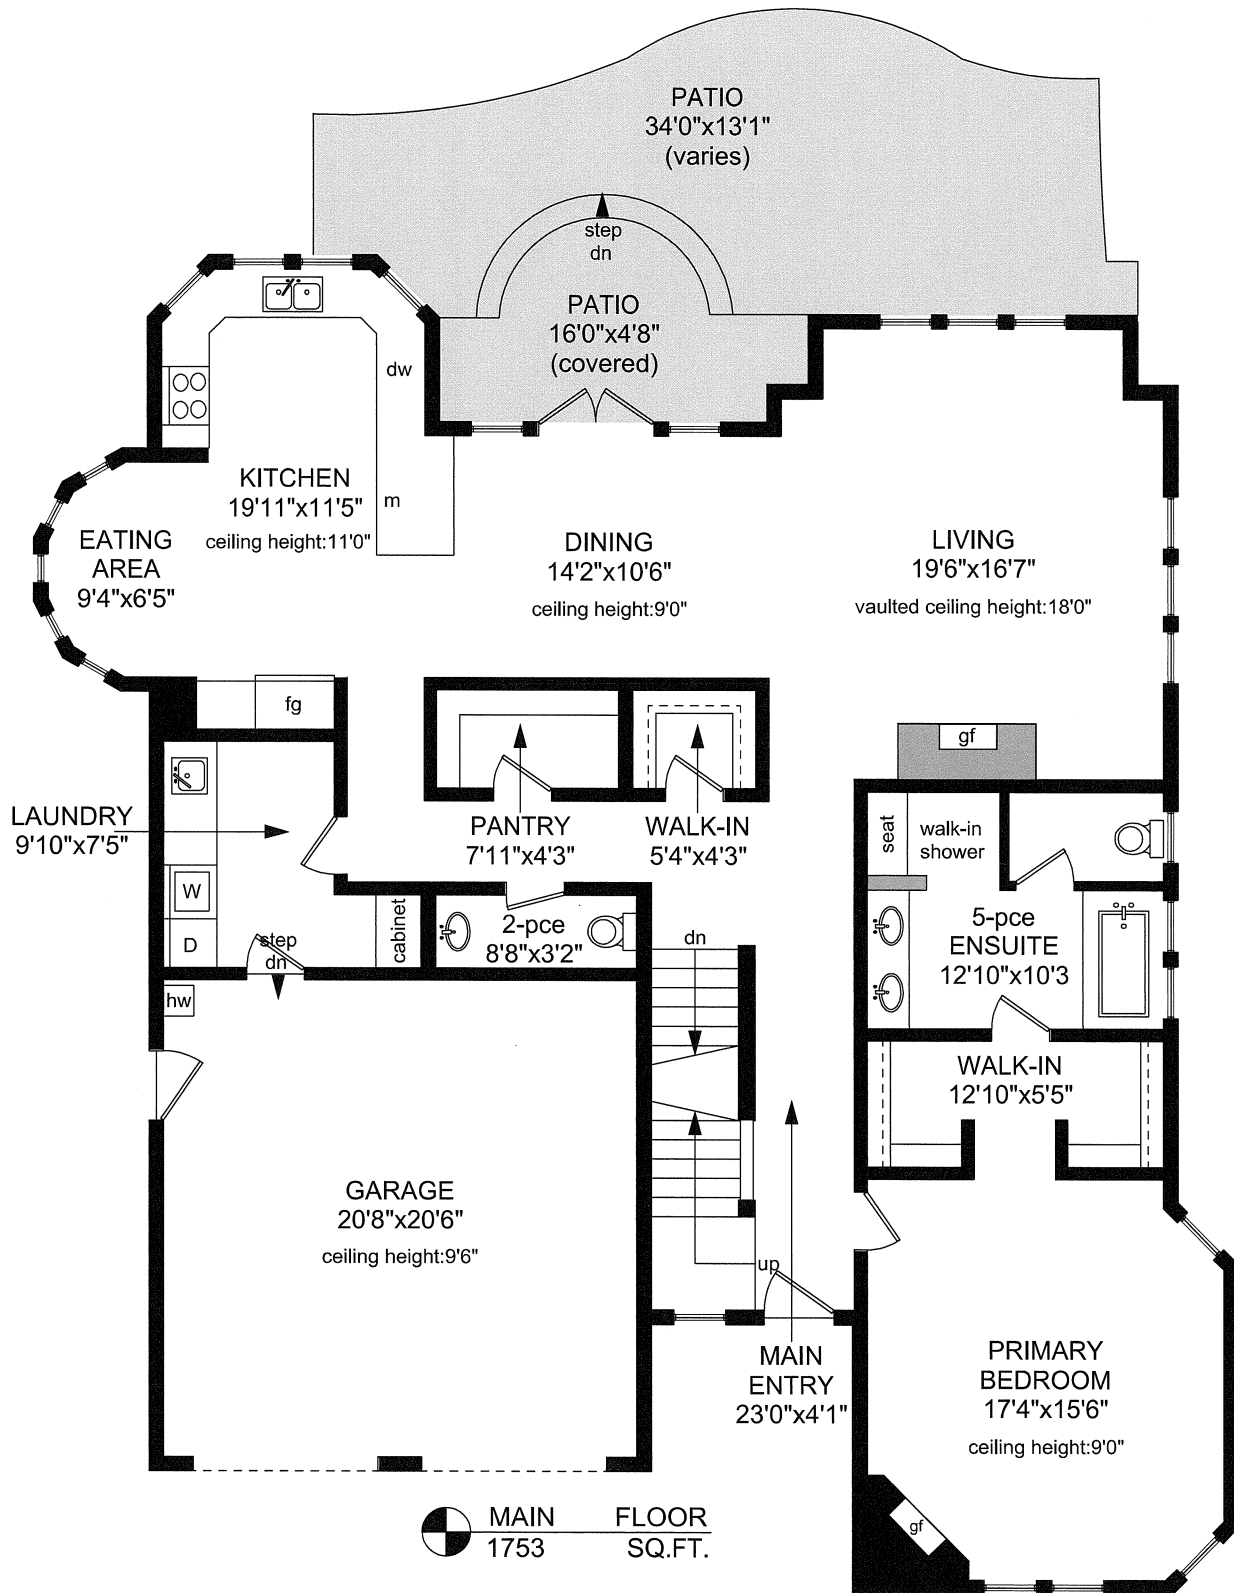 PATIO
34'0"x13'1"
(varies)
step
dn
PATIO
16'0"x4'8"
(covered)
dw
KITCHEN
19'11"x11'5"
ceiling height:11'0"
m
EATING
AREA
9'4"x6'5"
DINING
14'2"x10'6"
ceiling height:9'0"
LIVING
19'6"x16'7"
vaulted ceiling height:18'0"
fg
gf
LAUNDRY
9'10"x7'5"
PANTRY
7'11"x4'3"
WALK-IN
5'4"x4'3"
seat
walk-in
shower
W
D
step
dn
cabinet
2-pce
8'8"x3'2"
dn
5-pce
ENSUITE
12'10"x10'3
hw
WALK-IN
12'10"x5'5"
GARAGE
20'8"x20'6"
ceiling height:9'6"
up
MAIN
ENTRY
23'0"x4'1"
PRIMARY
BEDROOM
17'4"x15'6"
ceiling height:9'0"
gf
MAIN FLOOR
1753 SQ.FT.